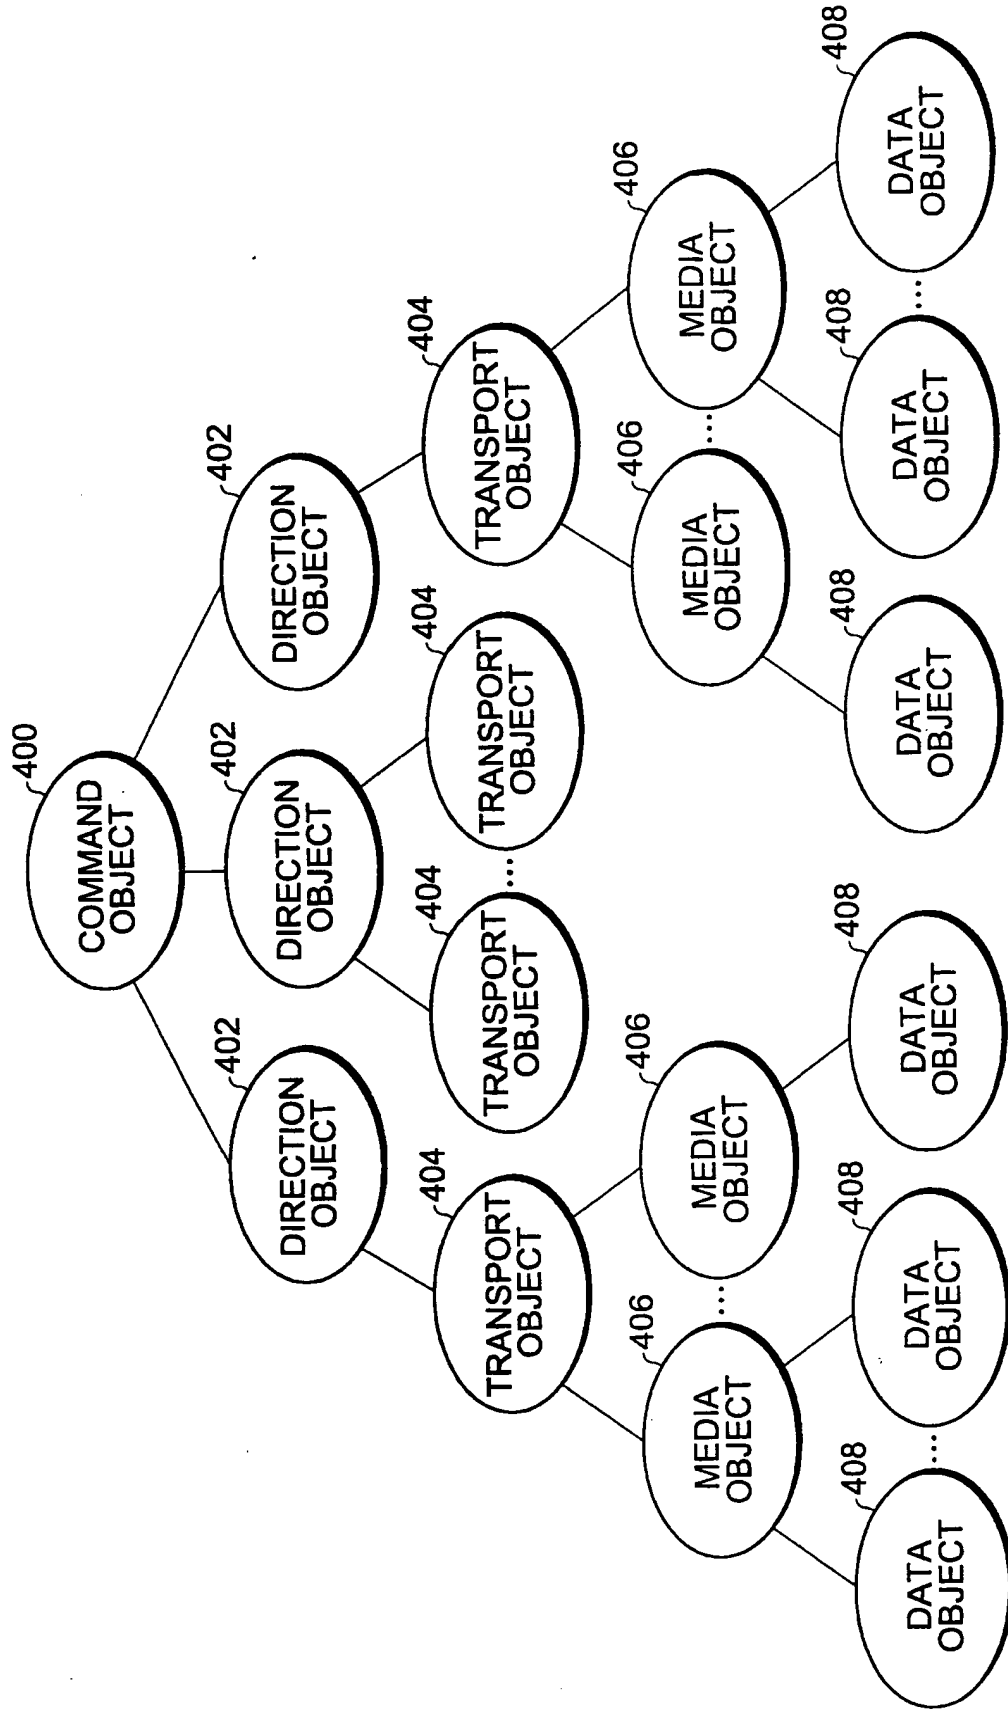 400
COMMAND
OBJECT
402
DIRECTION
OBJECT
402
DIRECTION
OBJECT
402
DIRECTION
OBJECT
404
TRANSPORT
OBJECT
404
TRANSPORT
OBJECT
...
404
TRANSPORT
OBJECT
404
TRANSPORT
OBJECT
406
MEDIA
OBJECT
...
406
MEDIA
OBJECT
406
MEDIA
OBJECT
...
406
MEDIA
OBJECT
408
DATA
OBJECT
...
408
DATA
OBJECT
408
DATA
OBJECT
408
DATA
OBJECT
408
DATA
OBJECT
...
408
DATA
OBJECT